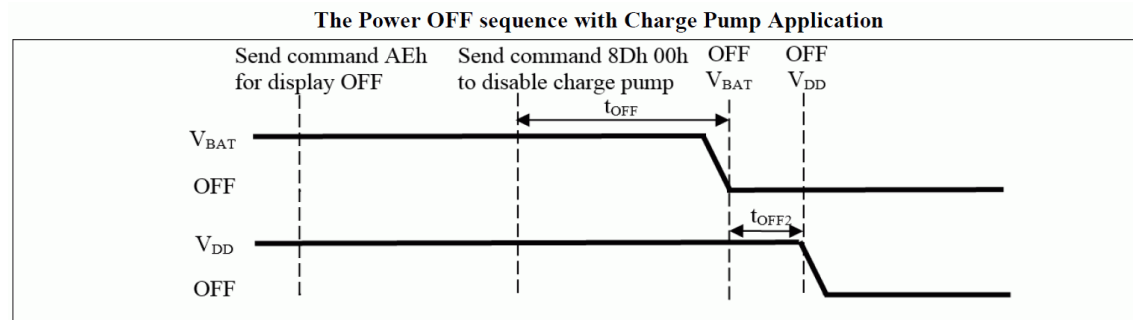 The Power OFF sequence with Charge Pump Application
Send command AEh
for display OFF
Send command 8Dh 00h
to disable charge pump
OFF
VBAT
OFF
VDD
tOFF
VBAT
OFF
tOFF2
VDD
OFF